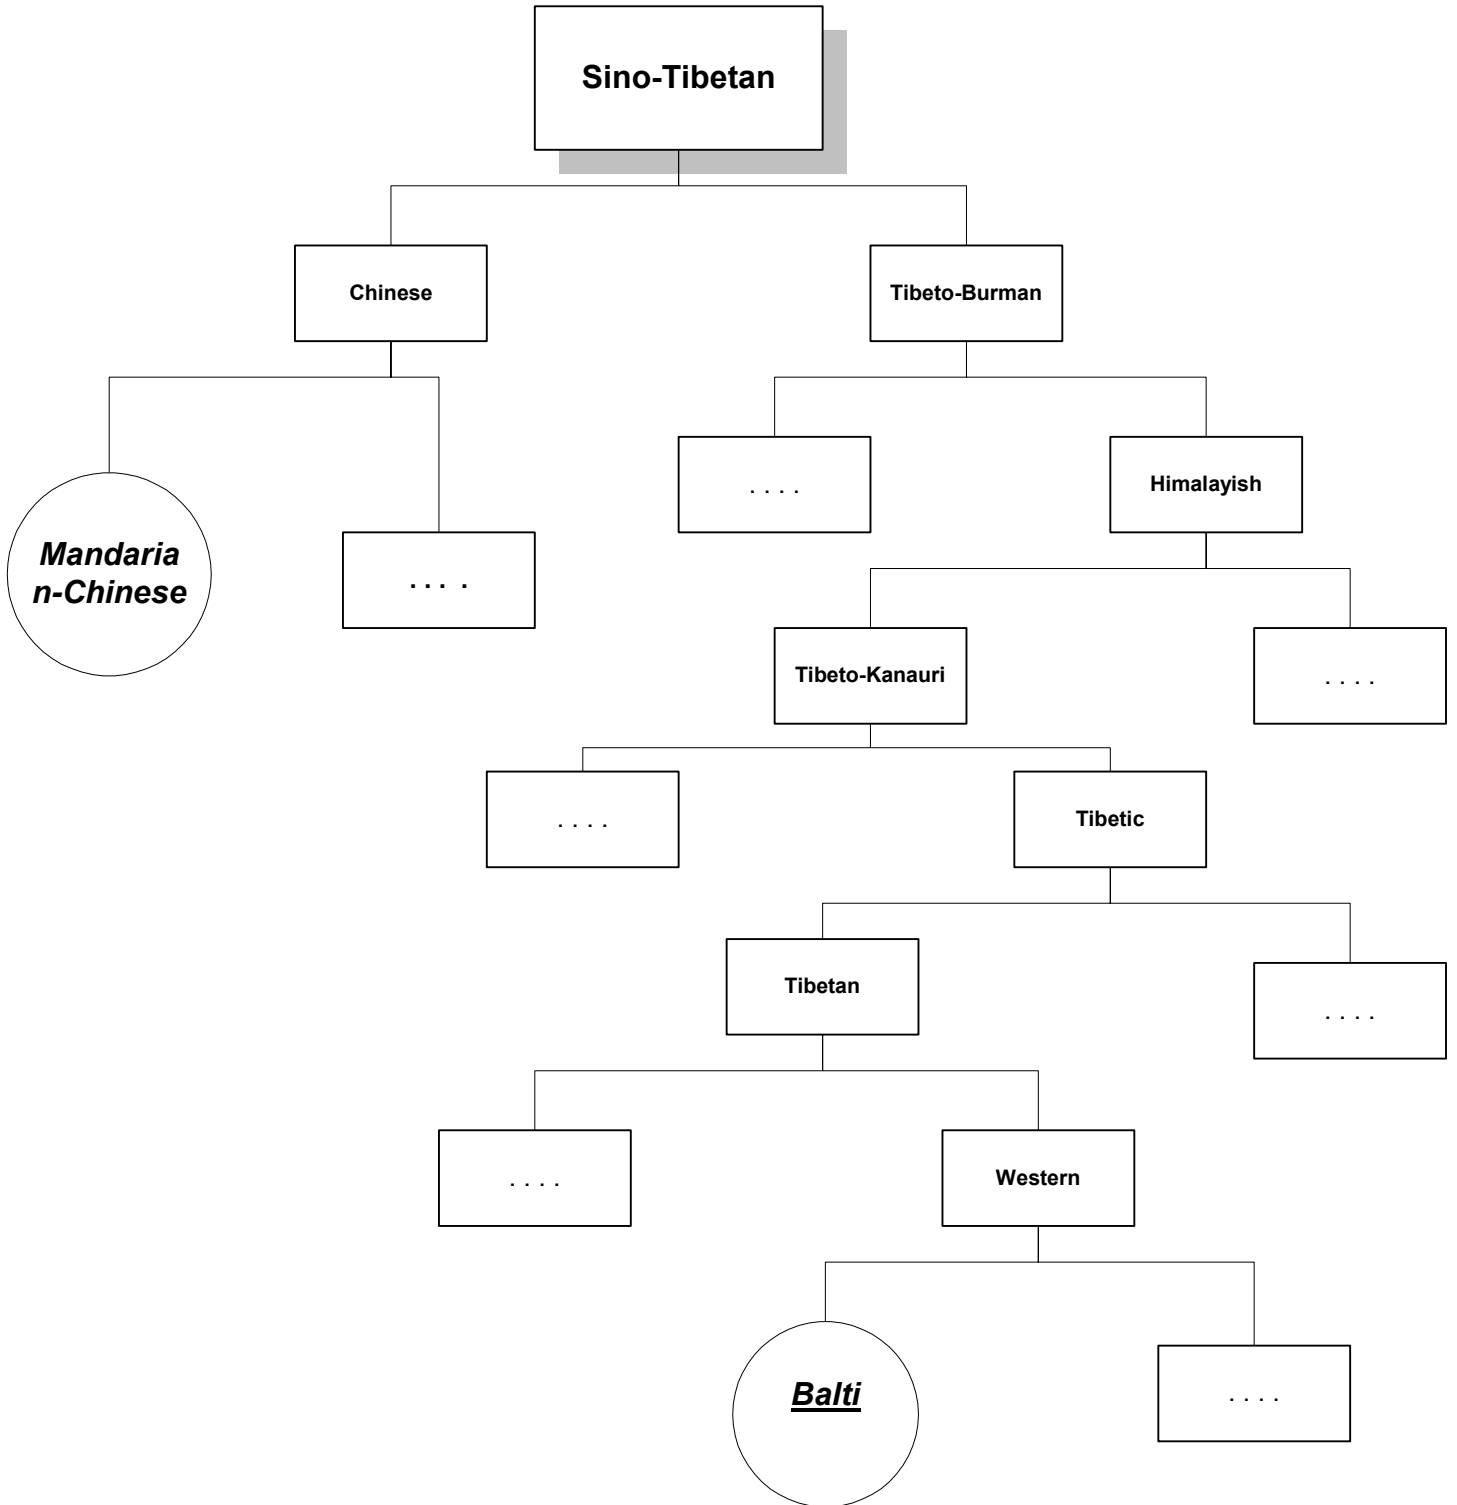 Sino-Tibetan
Chinese
Tibeto-Burman
. . . .
Himalayish
Mandaria
n-Chinese
. . . .
Tibeto-Kanauri
. . . .
. . . .
Tibetic
Tibetan
. . . .
. . . .
Western
Balti
. . . .